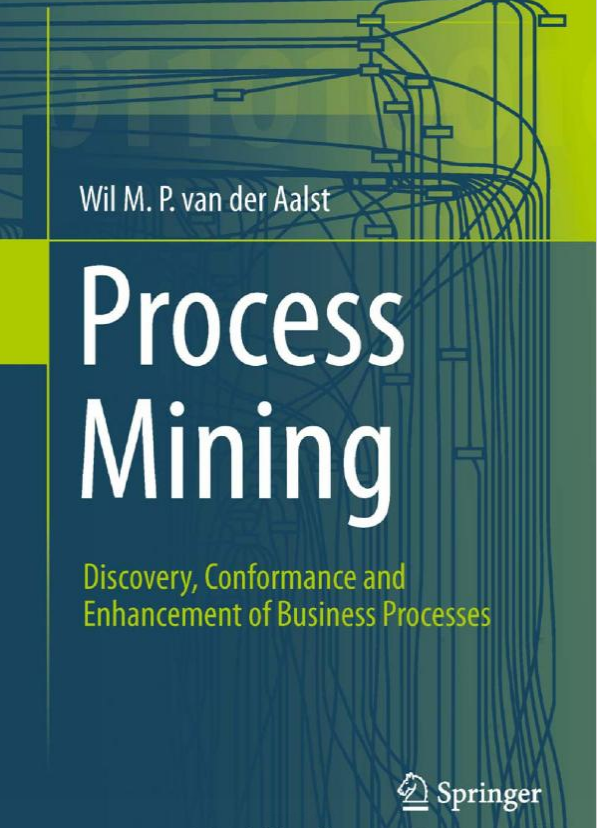 Wil M. P. van der Aalst
Process
Mining
Discovery, Conformance and
Enhancement of Business Processes
Springer